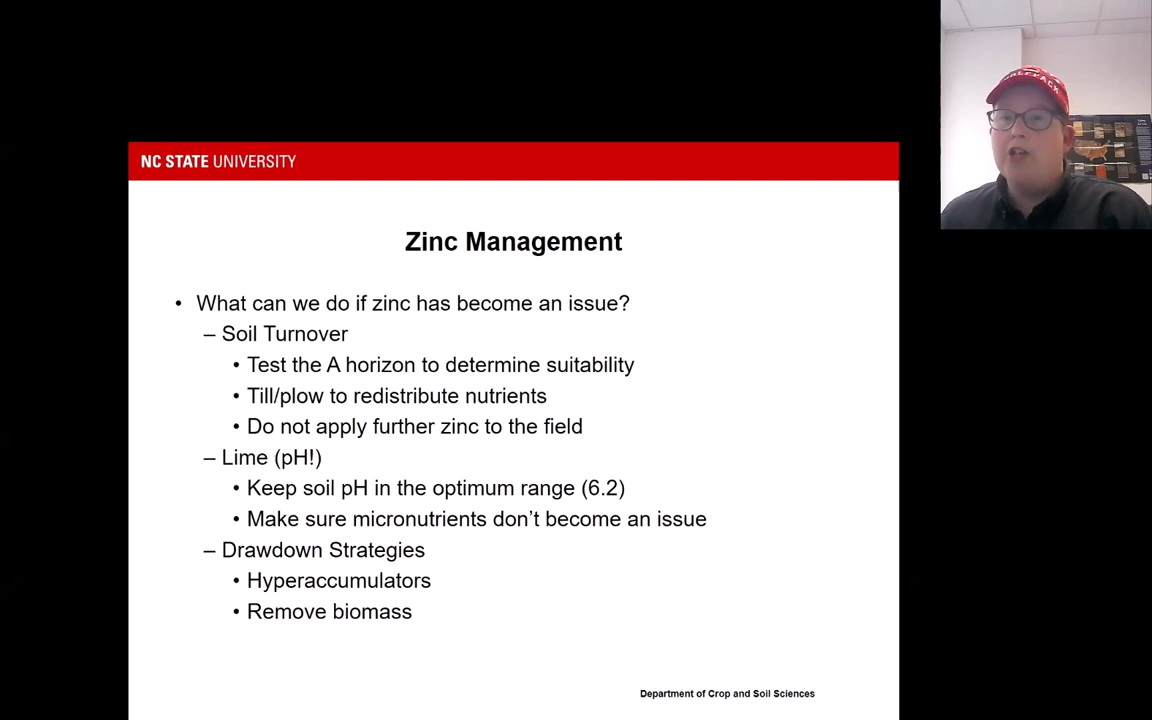 NC STATE UNIVERSITY
Zinc Management
• What can we do if zinc has become an issue?
– Soil Turnover
• Test the A horizon to determine suitability
• Till/plow to redistribute nutrients
• Do not apply further zinc to the field
– Lime (pH!)
• Keep soil pH in the optimum range (6.2)
• Make sure micronutrients don't become an issue
– Drawdown Strategies
• Hyperaccumulators
• Remove biomass
Department of Crop and Soil Sciences